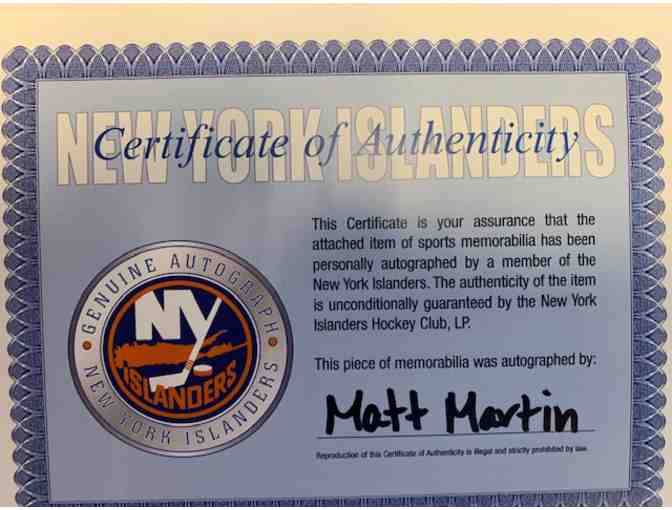 NEW YORK ISLANDERS
Certificate of Authenticity
This Certificate is your assurance that the
attached item of sports memorabilia has been
personally autographed by a member of the
New York Islanders. The authenticity of the item
is unconditionally guaranteed by the New York
Islanders Hockey Club, LP.
GENUINE AUTOGRAPH
NY
ISLANDERS
NEW YORK ISLANDERS
This piece of memorabilia was autographed by:
Matt Martin
Reproduction of this Certificate of Authenticity is illegal and strictly prohibited by law.